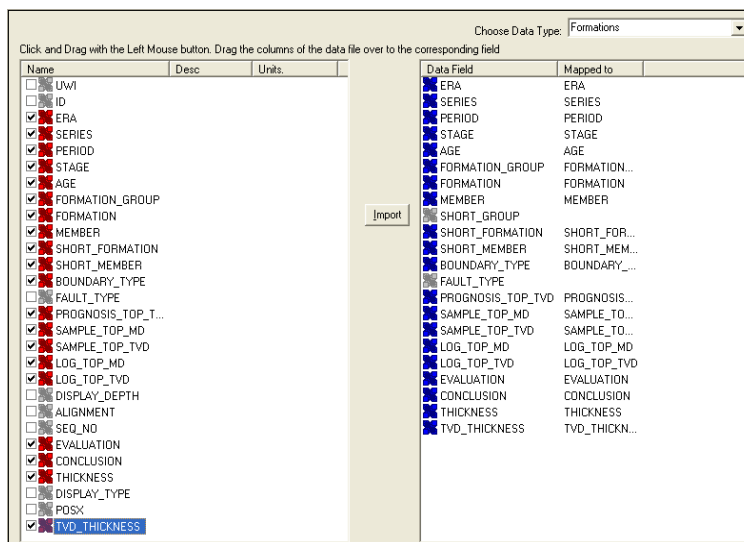 Choose Data Type: Formations
Click and Drag with the Left Mouse button. Drag the columns of the data file over to the corresponding field
Name Desc Units.
UWI
ID
ERA
SERIES
PERIOD
STAGE
AGE
FORMATION_GROUP
FORMATION
MEMBER
SHORT_FORMATION
SHORT_MEMBER
BOUNDARY_TYPE
FAULT_TYPE
PROGNOSIS_TOP_T...
SAMPLE_TOP_MD
SAMPLE_TOP_TVD
LOG_TOP_MD
LOG_TOP_TVD
DISPLAY_DEPTH
ALIGNMENT
SEQ_NO
EVALUATION
CONCLUSION
THICKNESS
DISPLAY_TYPE
POSX
TVD_THICKNESS
Import
Data Field Mapped to
ERA ERA
SERIES SERIES
PERIOD PERIOD
STAGE STAGE
AGE AGE
FORMATION_GROUP FORMATION...
FORMATION FORMATION
MEMBER MEMBER
SHORT_GROUP
SHORT_FORMATION SHORT_FOR...
SHORT_MEMBER SHORT_MEM...
BOUNDARY_TYPE BOUNDARY_...
FAULT_TYPE
PROGNOSIS_TOP_TVD PROGNOSIS...
SAMPLE_TOP_MD SAMPLE_TO...
SAMPLE_TOP_TVD SAMPLE_TO...
LOG_TOP_MD LOG_TOP_MD
LOG_TOP_TVD LOG_TOP_TVD
EVALUATION EVALUATION
CONCLUSION CONCLUSION
THICKNESS THICKNESS
TVD_THICKNESS TVD_THICKN...